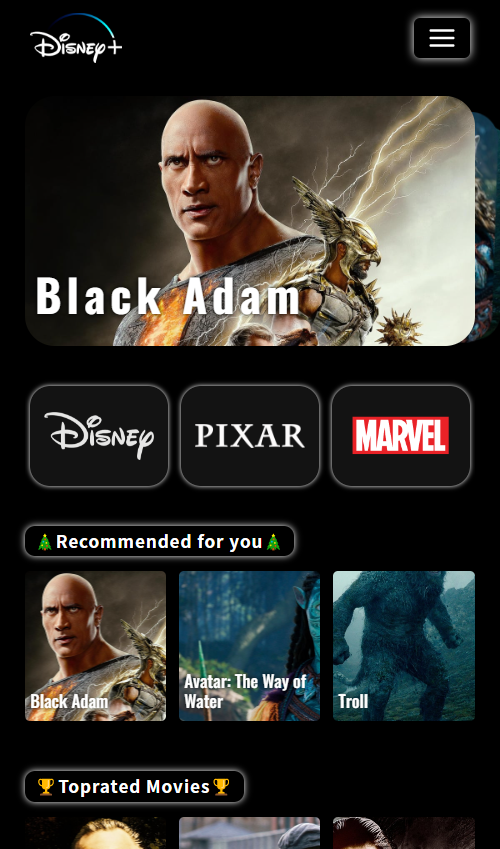 Disney+
Black Adam
Disney
PIXAR
MARVEL
🎄Recommended for you🎄
Black Adam
Avatar: The Way of
Water
Troll
🏆Toprated Movies🏆